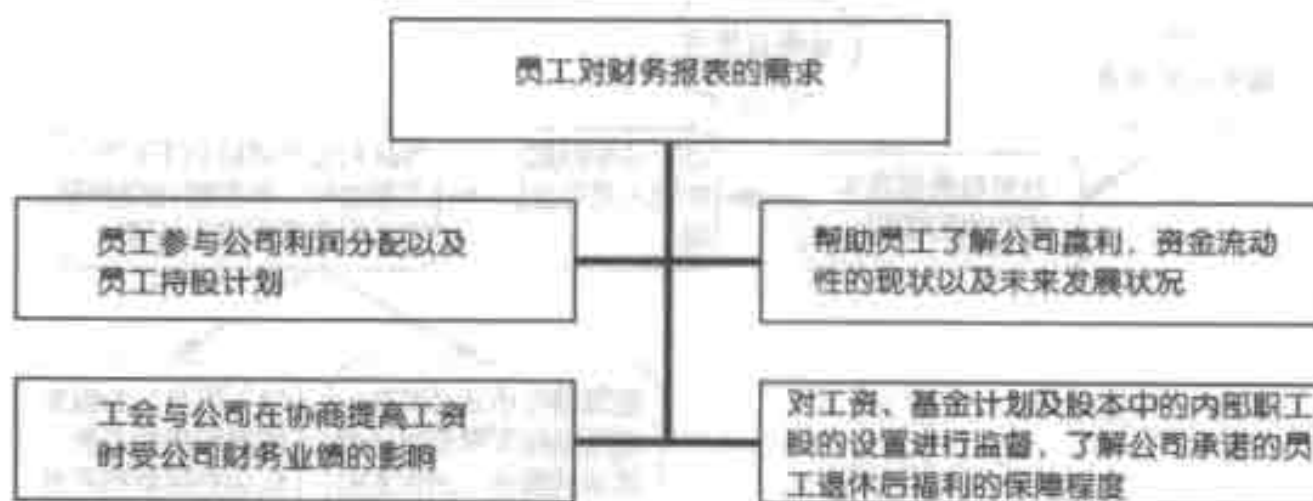 员工对财务报表的需求
员工参与公司利润分配以及
员工持股计划
帮助员工了解公司赢利、资金流动
性的现状以及未来发展状况
工会与公司在协商提高工资
时受公司财务业绩的影响
对工资、基金计划及股本中的内部职工
股的设置进行监督，了解公司承诺的员
工退休后福利的保障程度